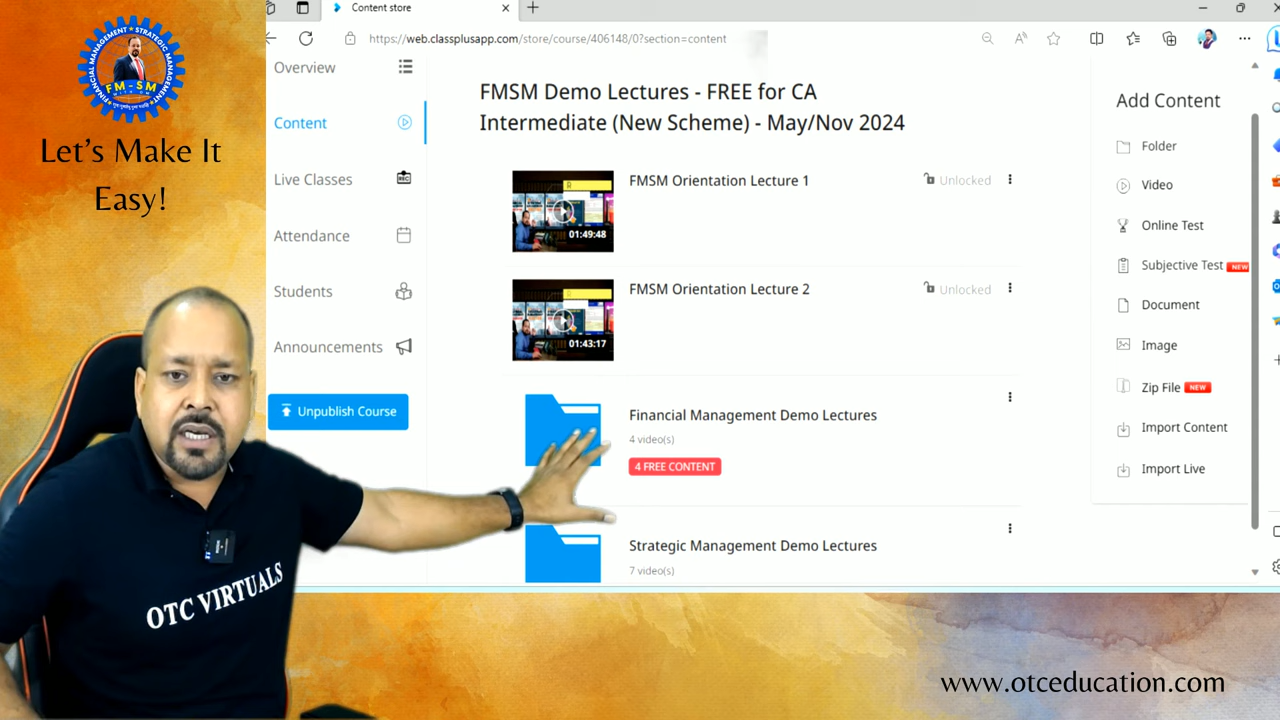 FINANCIAL MANAGEMENT
STRATEGIC MANAGEMENT
FM - SM
Let's Make It
Easy!
OTC VIRTUALS
Content store
https://web.classplusapp.com/store/course/406148/0?section=content
Overview
Content
Live Classes
REC
Attendance
Students
Announcements
Unpublish Course
FMSM Demo Lectures - FREE for CA
Intermediate (New Scheme) - May/Nov 2024
FMSM Orientation Lecture 1
Unlocked
01:49:48
FMSM Orientation Lecture 2
Unlocked
01:43:17
Financial Management Demo Lectures
4 video(s)
4 FREE CONTENT
Strategic Management Demo Lectures
7 video(s)
Add Content
Folder
Video
Online Test
Subjective Test NEW
Document
Image
Zip File NEW
Import Content
Import Live
www.otceducation.com